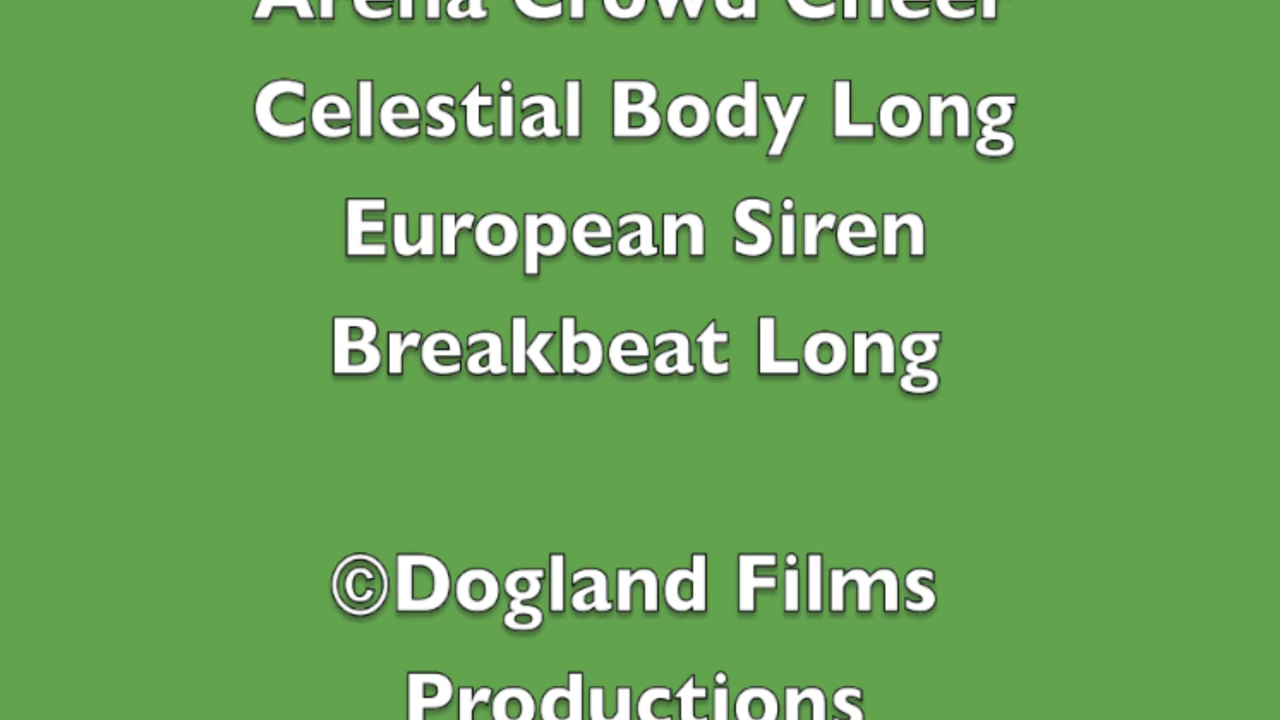 Arena Crowd Cheer
Celestial Body Long
European Siren
Breakbeat Long
©Dogland Films
Productions